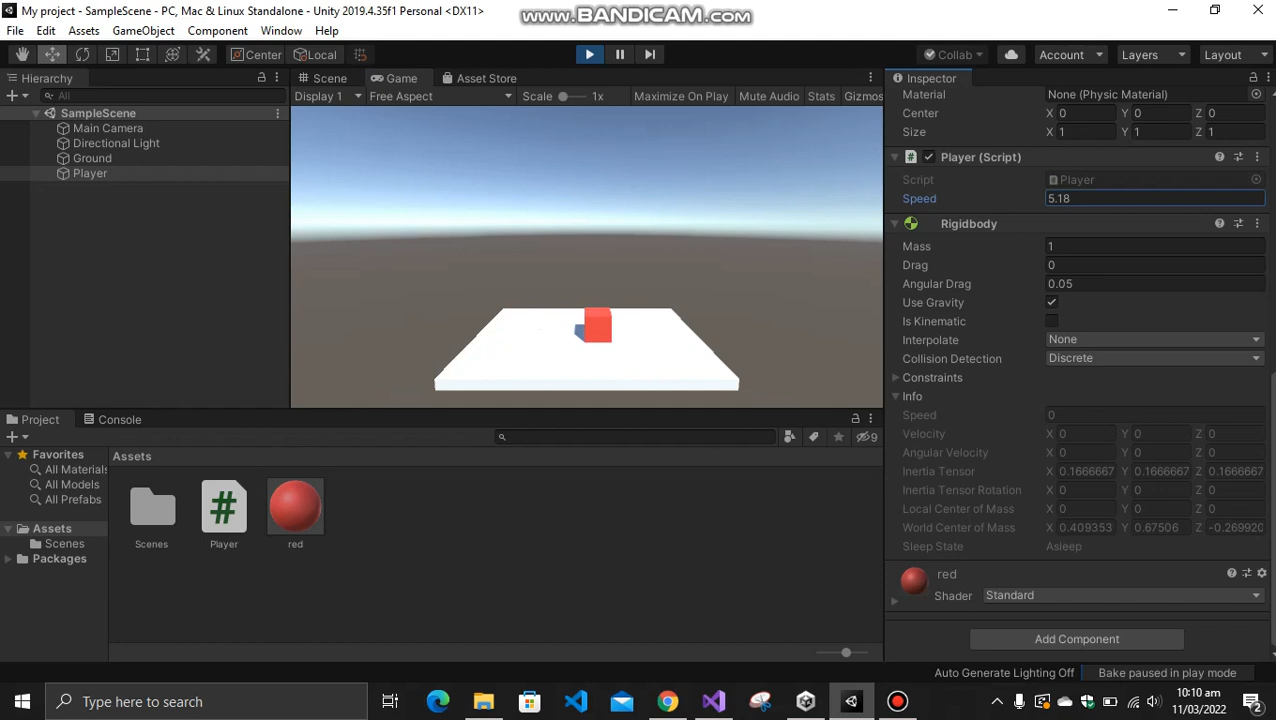 My project - SampleScene - PC, Mac & Linux Standalone - Unity 2019.4.35f1 Personal <DX11>
www.BANDICAM.com
File Edit Assets GameObject Component Window Help
Center Local Collab Account Layers Layout
Hierarchy
All
SampleScene
Main Camera
Directional Light
Ground
Player
Scene Game Asset Store
Display 1 Free Aspect Scale 1x Maximize On Play Mute Audio Stats Gizmos
Inspector
Material None (Physic Material)
Center X 0 Y 0 Z 0
Size X 1 Y 1 Z 1
# Player (Script)
Script Player
Speed 5.18
Rigidbody
Mass 1
Drag 0
Angular Drag 0.05
Use Gravity
Is Kinematic
Interpolate None
Collision Detection Discrete
Constraints
Info
Speed 0
Velocity X 0 Y 0 Z 0
Angular Velocity X 0 Y 0 Z 0
Inertia Tensor X 0.1666667 Y 0.1666667 Z 0.1666667
Inertia Tensor Rotation X 0 Y 0 Z 0
Local Center of Mass X 0 Y 0 Z 0
World Center of Mass X 0.409353 Y 0.67506 Z -0.269920
Sleep State Asleep
red
Shader Standard
Add Component
Auto Generate Lighting Off Bake paused in play mode
Project Console
9
Favorites
All Materials
All Models
All Prefabs
Assets
Scenes
Packages
Assets
#
Scenes Player red
Type here to search
10:10 am
11/03/2022
2